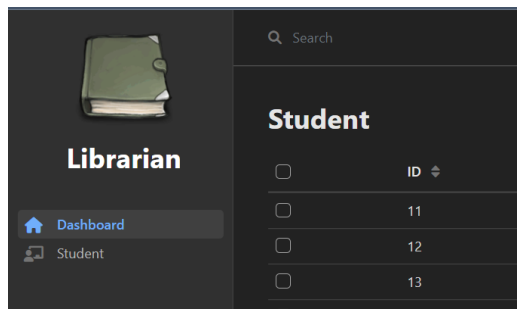 Search
Librarian
Dashboard
Student
Student
ID
11
12
13